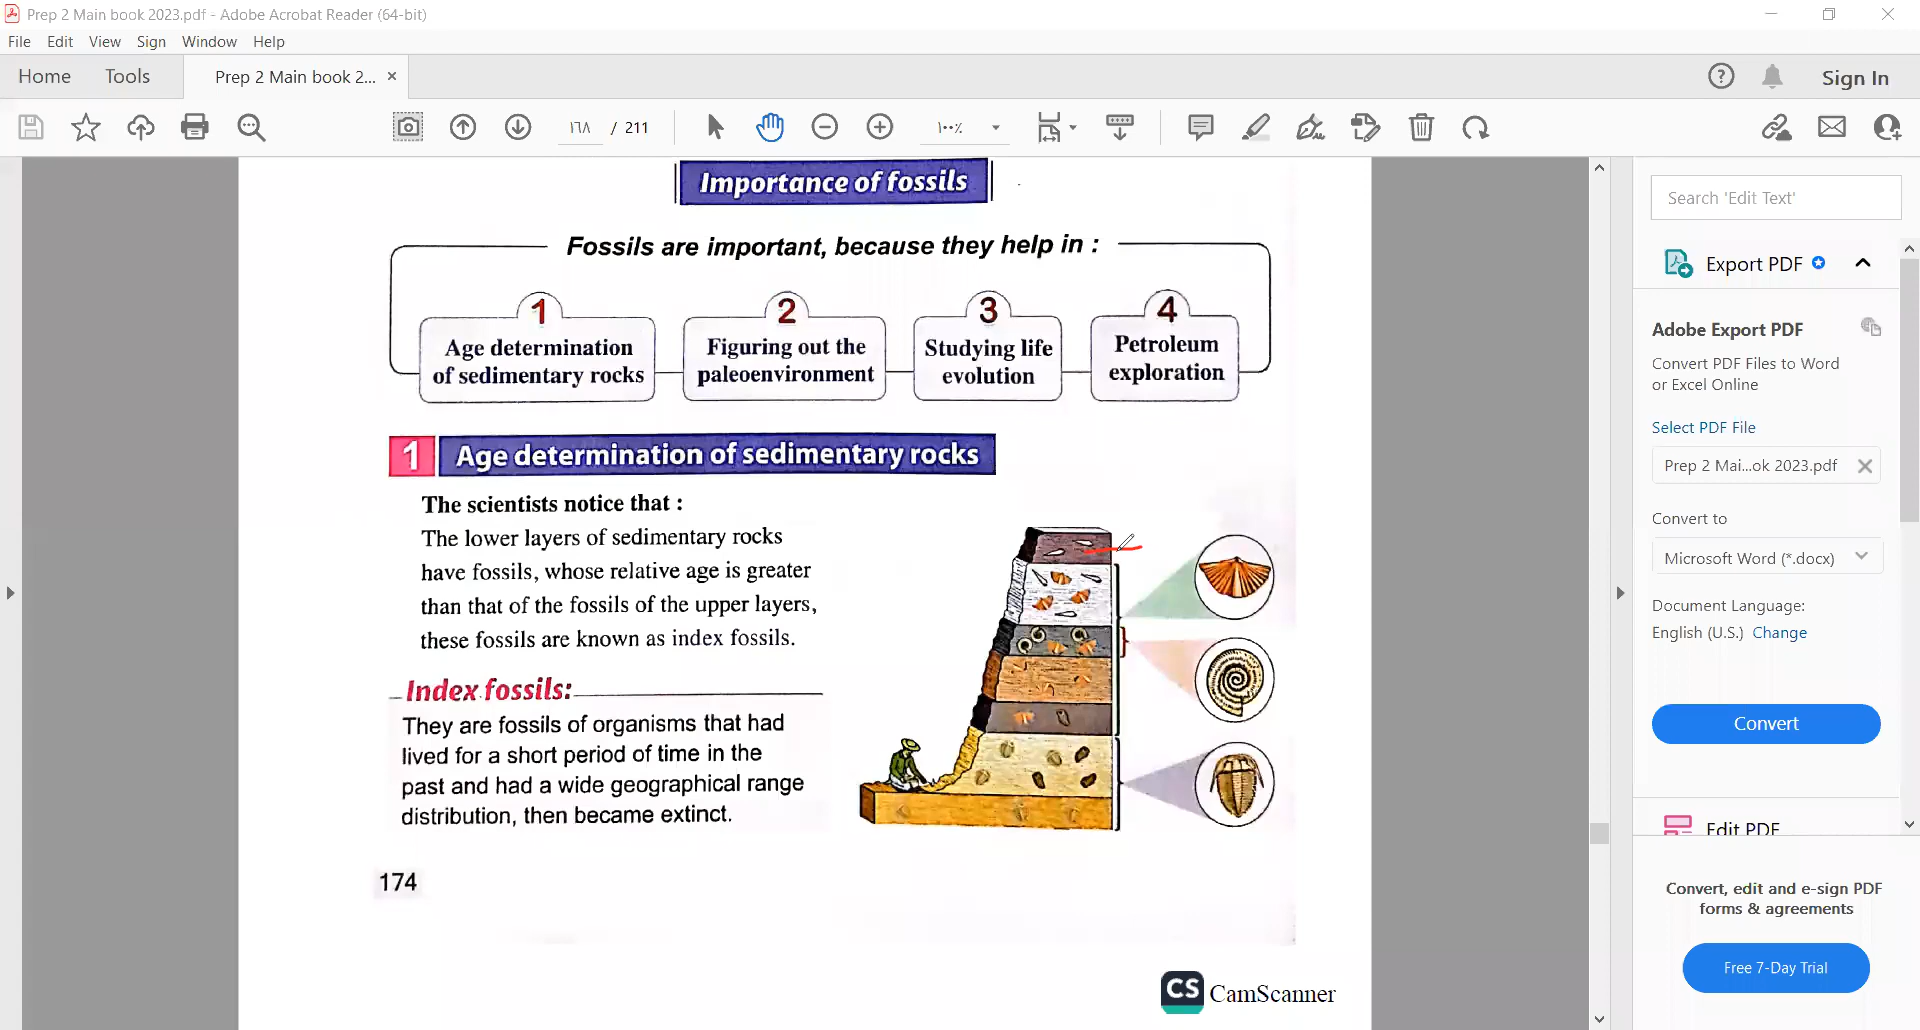 Prep 2 Main book 2023.pdf - Adobe Acrobat Reader (64-bit)
File Edit View Sign Window Help
Home Tools Prep 2 Main book 2... × Sign In
١٦٨ / 211 ١٠٠٪
Importance of fossils
Fossils are important, because they help in :
1 2 3 4
Age determination of sedimentary rocks
Figuring out the paleoenvironment
Studying life evolution
Petroleum exploration
1 Age determination of sedimentary rocks
The scientists notice that :
The lower layers of sedimentary rocks
have fossils, whose relative age is greater
than that of the fossils of the upper layers,
these fossils are known as index fossils.
Index fossils:
They are fossils of organisms that had
lived for a short period of time in the
past and had a wide geographical range
distribution, then became extinct.
174
CS CamScanner
Search 'Edit Text'
Export PDF
Adobe Export PDF
Convert PDF Files to Word
or Excel Online
Select PDF File
Prep 2 Mai...ok 2023.pdf
Convert to
Microsoft Word (*.docx)
Document Language:
English (U.S.) Change
Convert
Edit PDF
Convert, edit and e-sign PDF
forms & agreements
Free 7-Day Trial